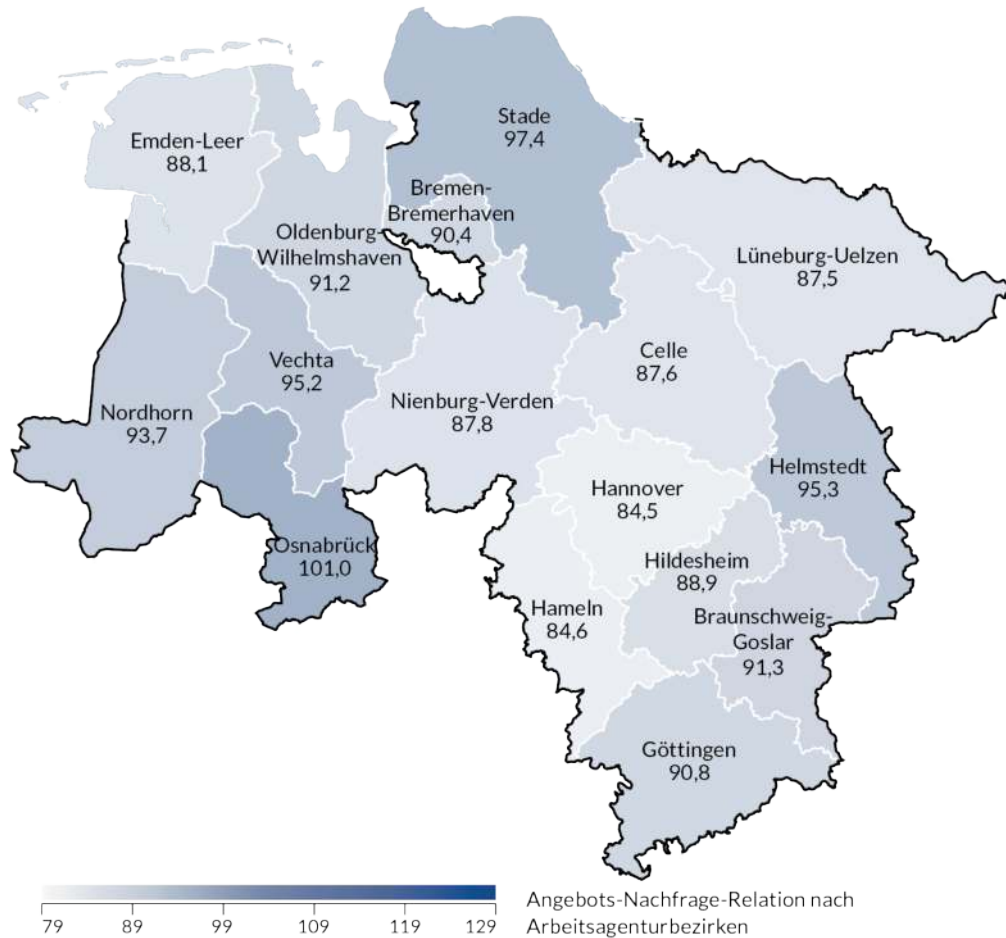 Stade
97,4
Emden-Leer
88,1
Bremen-
Bremerhaven
90,4
Oldenburg-
Wilhelmshaven
91,2
Lüneburg-Uelzen
87,5
Celle
87,6
Vechta
95,2
Nienburg-Verden
87,8
Nordhorn
93,7
Helmstedt
95,3
Hannover
84,5
Osnabrück
101,0
Hildesheim
88,9
Hameln
84,6
Braunschweig-
Goslar
91,3
Göttingen
90,8
79 89 99 109 119 129
Angebots-Nachfrage-Relation nach
Arbeitsagenturbezirken